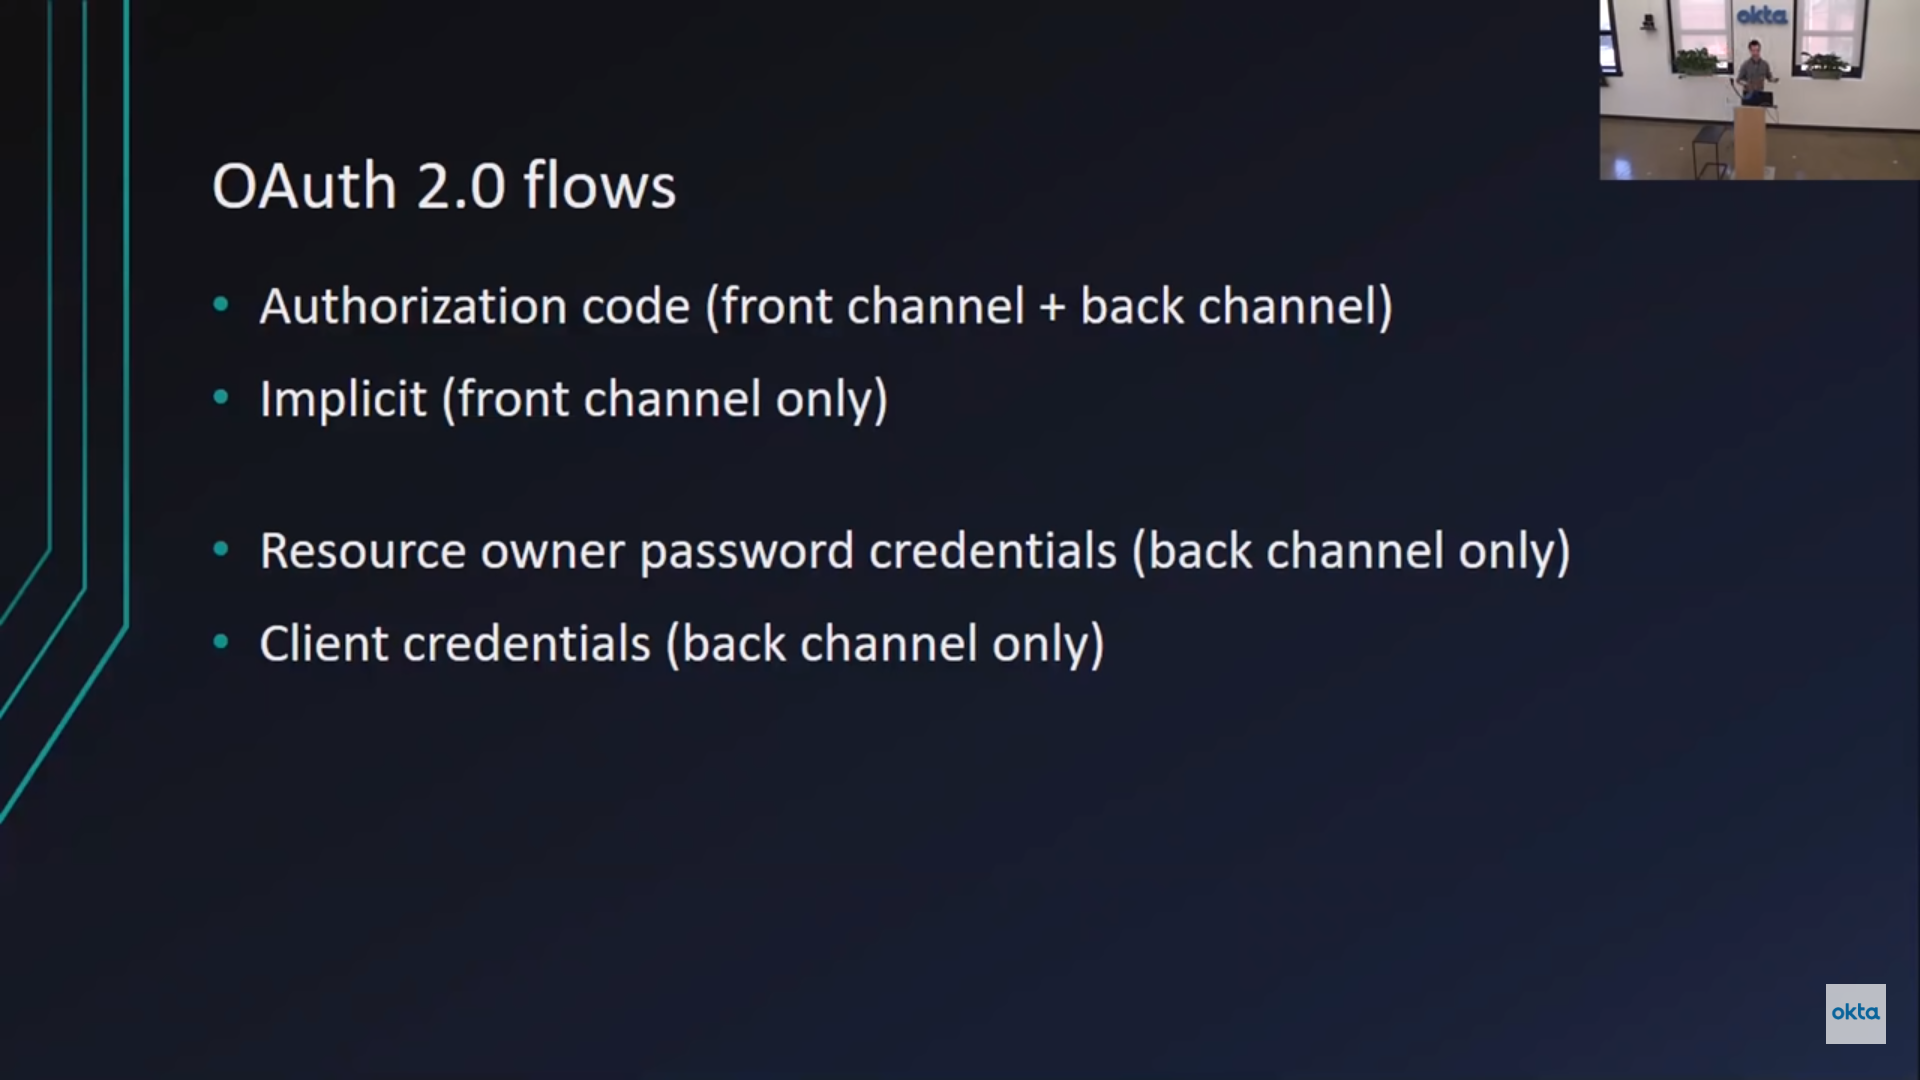 okta
OAuth 2.0 flows
• Authorization code (front channel + back channel)
• Implicit (front channel only)
• Resource owner password credentials (back channel only)
• Client credentials (back channel only)
okta